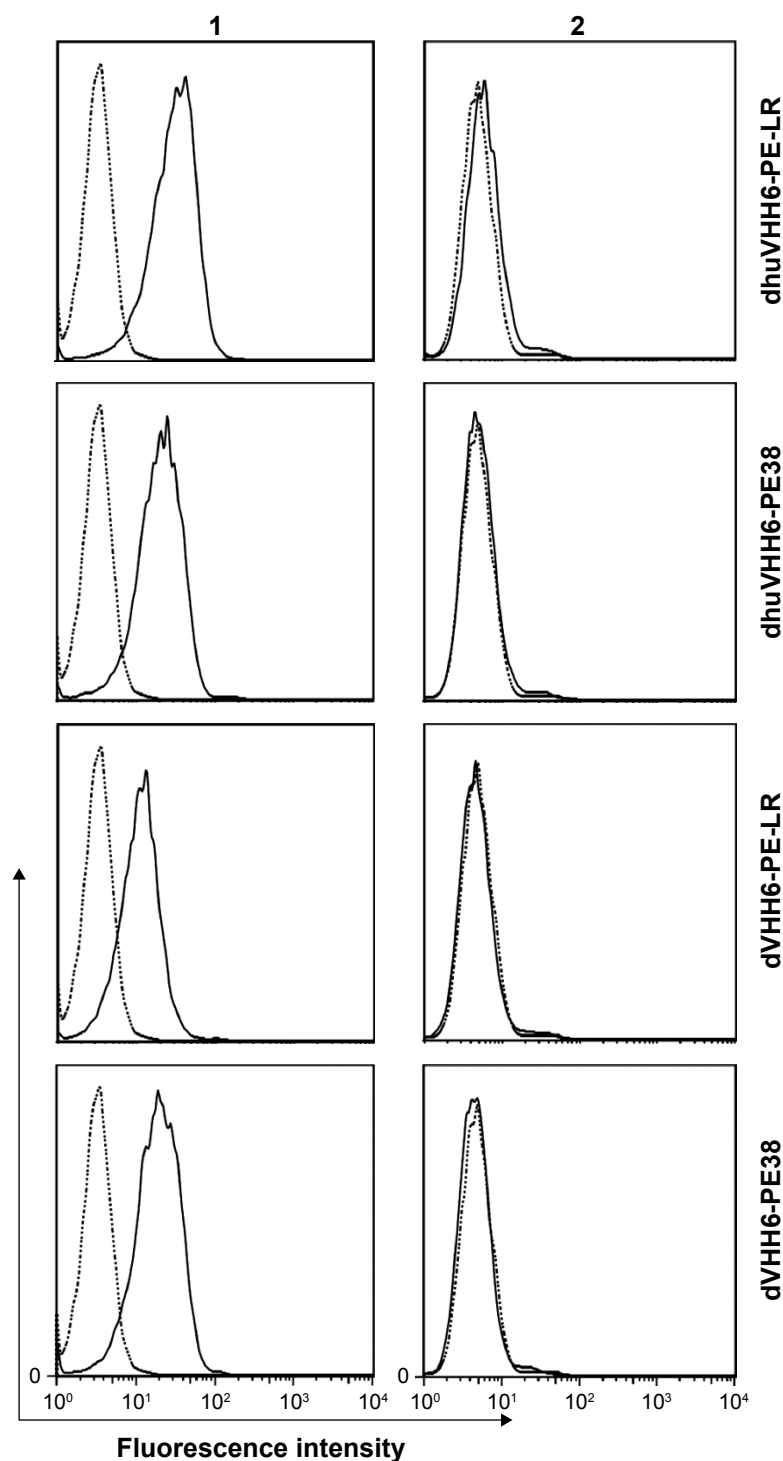 1 2
dhuVHH6-PE-LR
dhuVHH6-PE38
dVHH6-PE-LR
dVHH6-PE38
0 0
10⁰ 10¹ 10² 10³ 10⁴ 10⁰ 10¹ 10² 10³ 10⁴
Fluorescence intensity